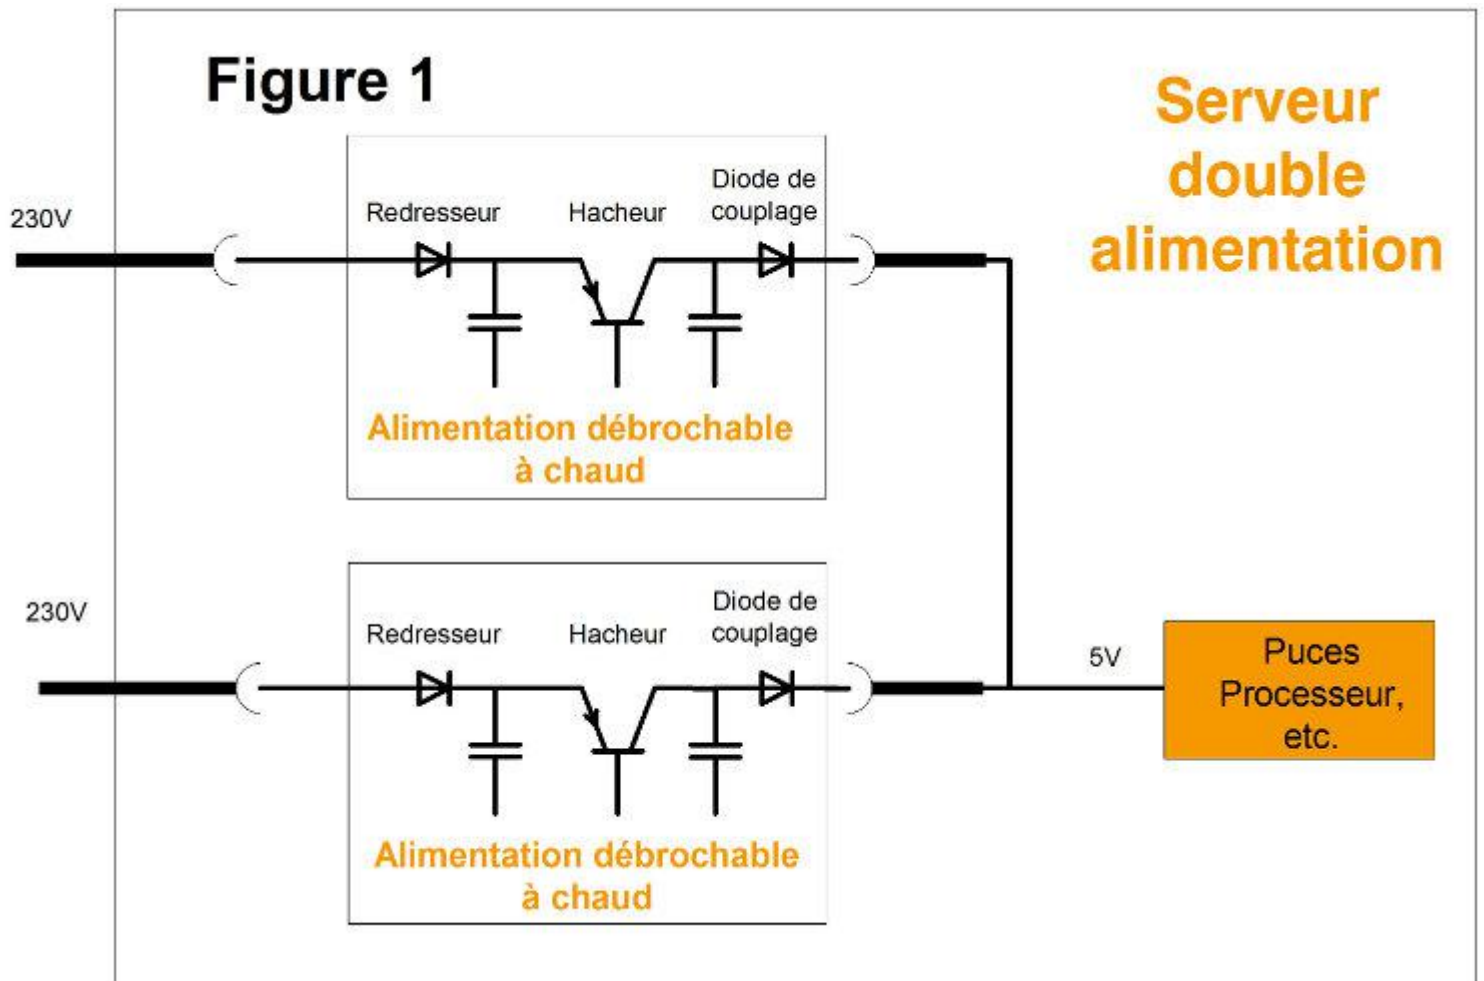 Figure 1
Serveur
double
alimentation
230V
Redresseur
Hacheur
Diode de
couplage
Alimentation débrochable
à chaud
230V
Redresseur
Hacheur
Diode de
couplage
Alimentation débrochable
à chaud
5V
Puces
Processeur,
etc.